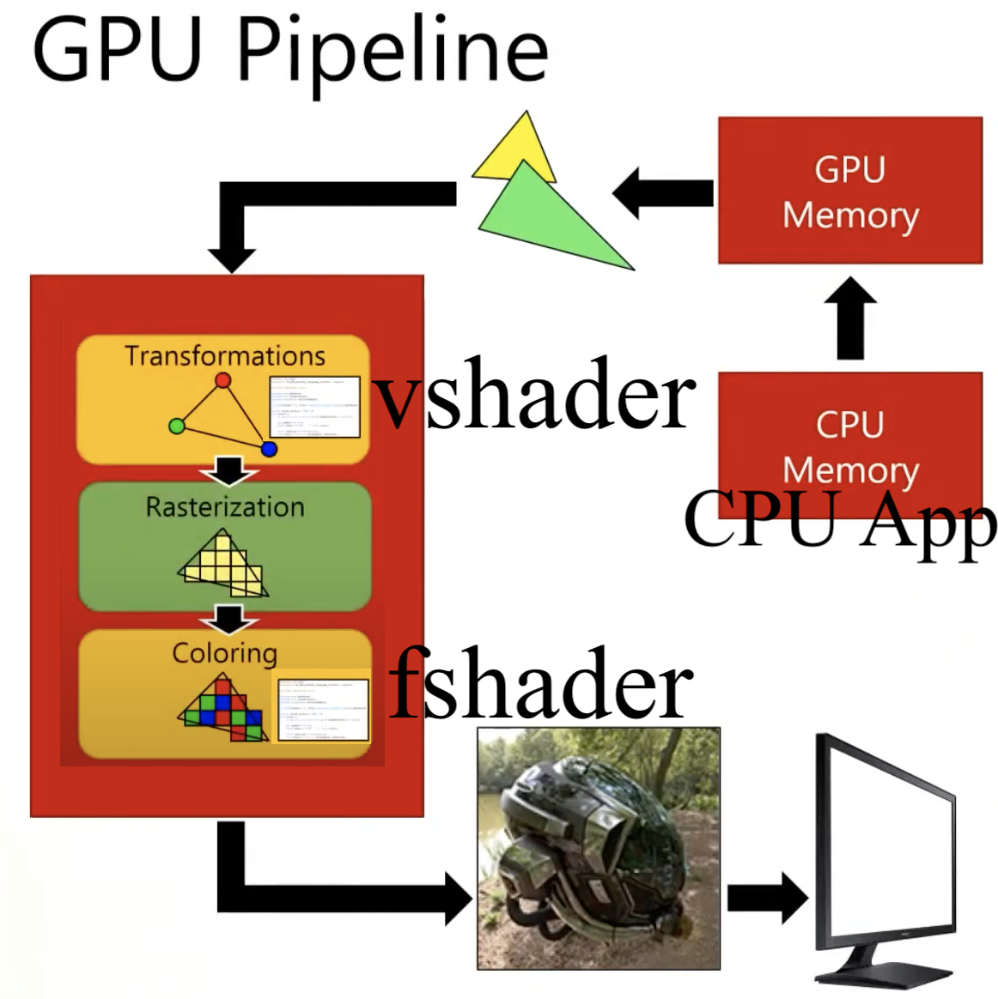 GPU Pipeline
GPU
Memory
CPU
Memory
CPU App
Transformations
vshader
Rasterization
Coloring
fshader